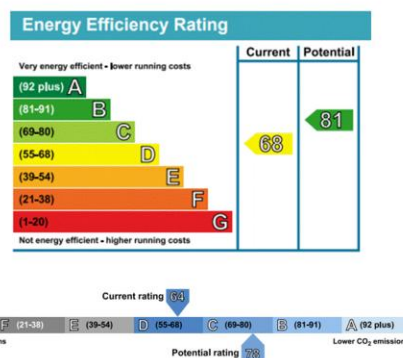 Energy Efficiency Rating
Current Potential
Very energy efficient - lower running costs
(92 plus) A
(81-91) B
81
(69-80) C
(55-68) D
68
(39-54) E
(21-38) F
(1-20) G
Not energy efficient - higher running costs
Current rating 64
F (21-38) E (39-54) D (55-68) C (69-80) B (81-91) A (92 plus)
Lower CO₂ emission
Potential rating 78